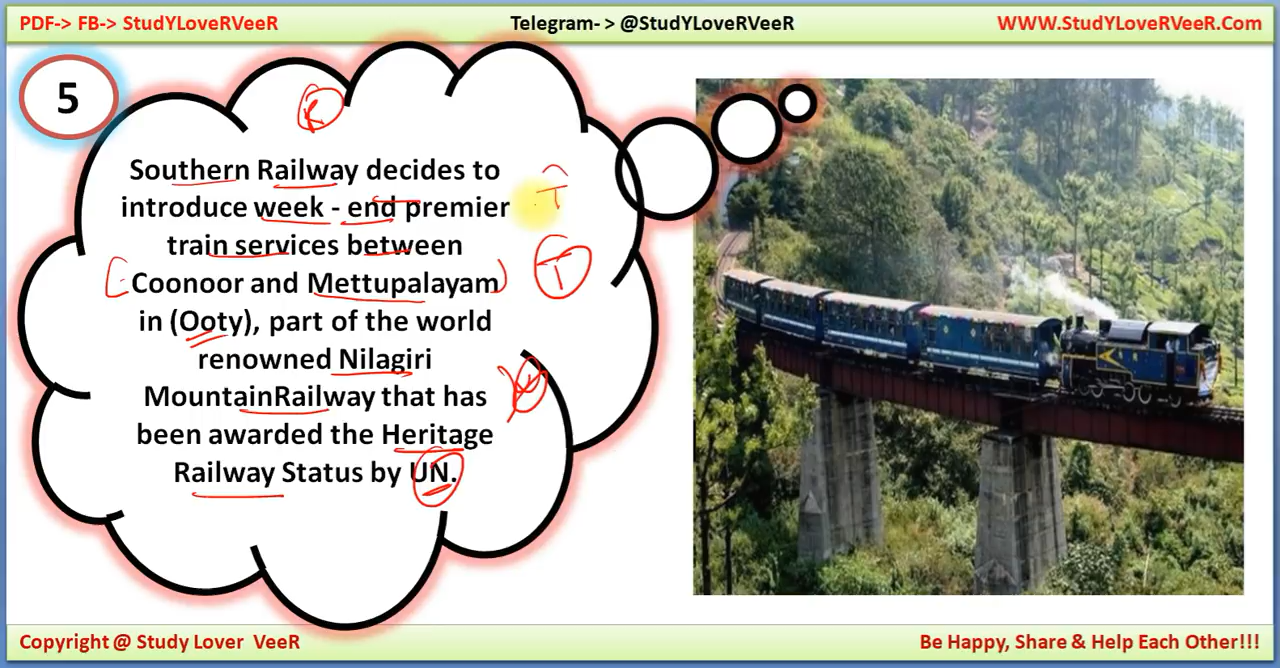 PDF-> FB-> StudYLoveRVeeR Telegram- > @StudYLoveRVeeR WWW.StudYLoveRVeeR.Com
5
R
Southern Railway decides to
introduce week - end premier
train services between
Coonoor and Mettupalayam
in (Ooty), part of the world
renowned Nilagiri
MountainRailway that has
been awarded the Heritage
Railway Status by UN.
T
T
Copyright @ Study Lover VeeR Be Happy, Share & Help Each Other!!!